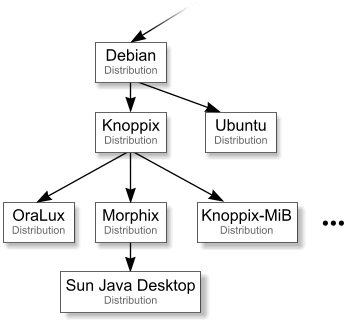 Debian
Distribution
Knoppix
Distribution
Ubuntu
Distribution
OraLux
Distribution
Morphix
Distribution
Knoppix-MiB
Distribution
...
Sun Java Desktop
Distribution